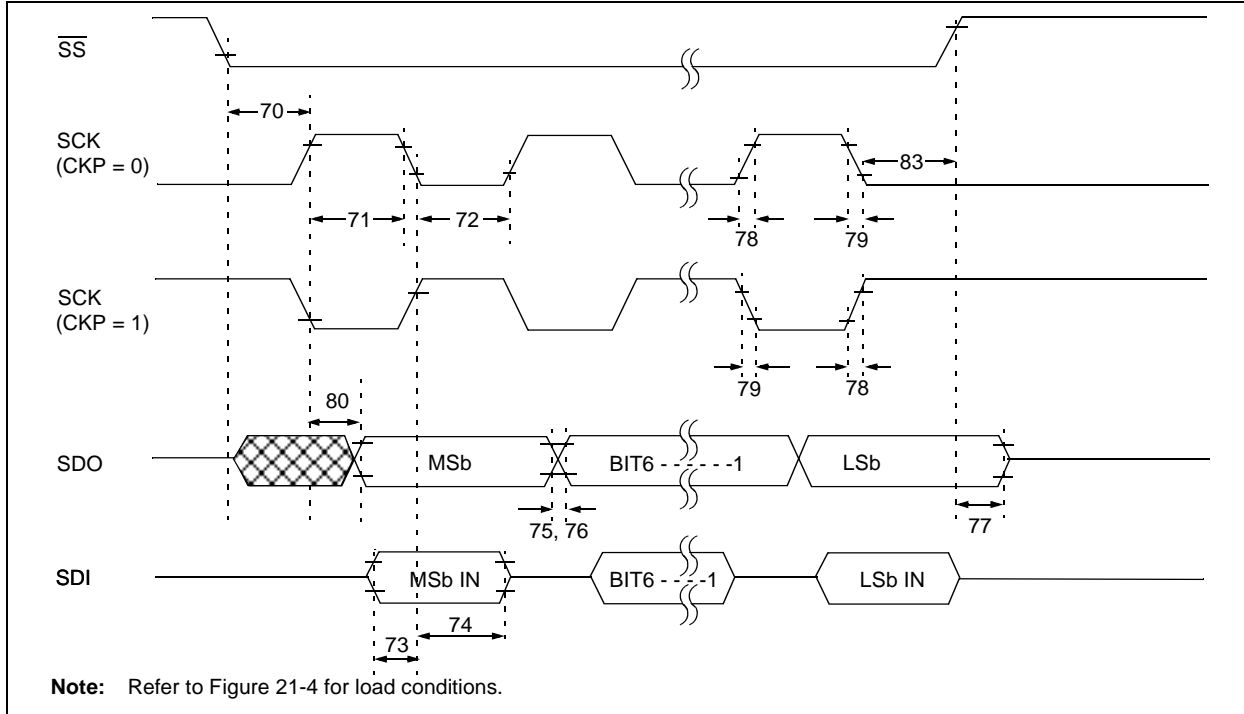 SS
70
SCK
(CKP = 0)
83
71
72
78
79
SCK
(CKP = 1)
79
78
80
SDO
MSb
BIT6 - - - - - -1
LSb
75, 76
77
SDI
MSb IN
BIT6 - - - -1
LSb IN
74
73
Note: Refer to Figure 21-4 for load conditions.